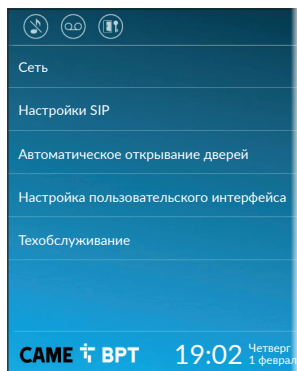 Сеть
Настройки SIP
Автоматическое открывание дверей
Настройка пользовательского интерфейса
Техобслуживание
CAME BPT 19:02 Четверг
1 феврал